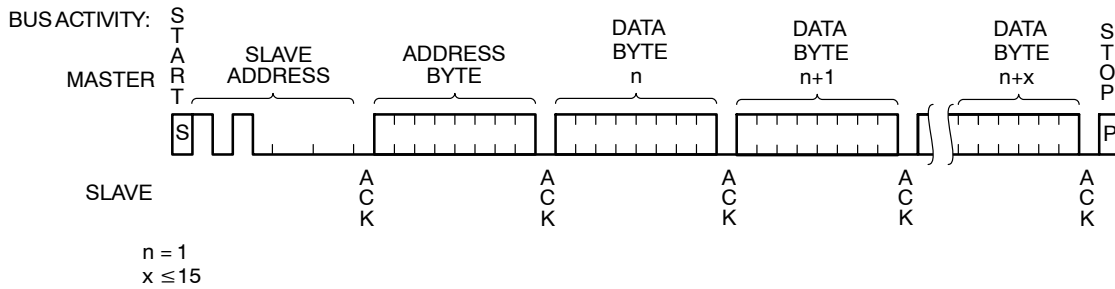 BUS ACTIVITY:
MASTER
START
SLAVE
ADDRESS
ADDRESS
BYTE
DATA
BYTE
n
DATA
BYTE
n+1
DATA
BYTE
n+x
STOP
S
P
SLAVE
ACK
ACK
ACK
ACK
ACK
n = 1
x ≤ 15